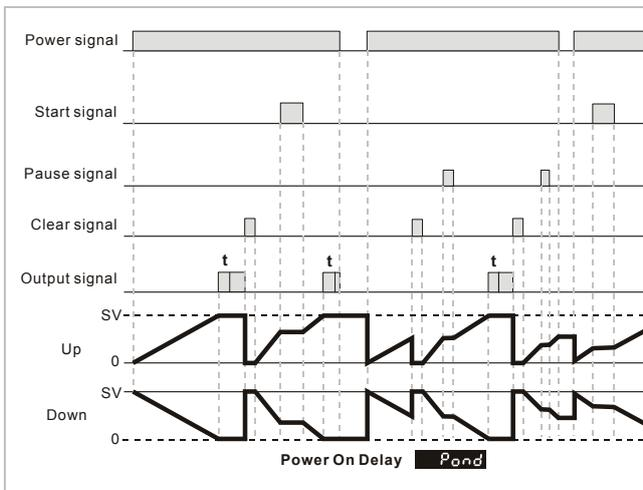 Power signal
Start signal
Pause signal
Clear signal
t t t
Output signal
SV
Up
0
SV
Down
0
Power On Delay Pond